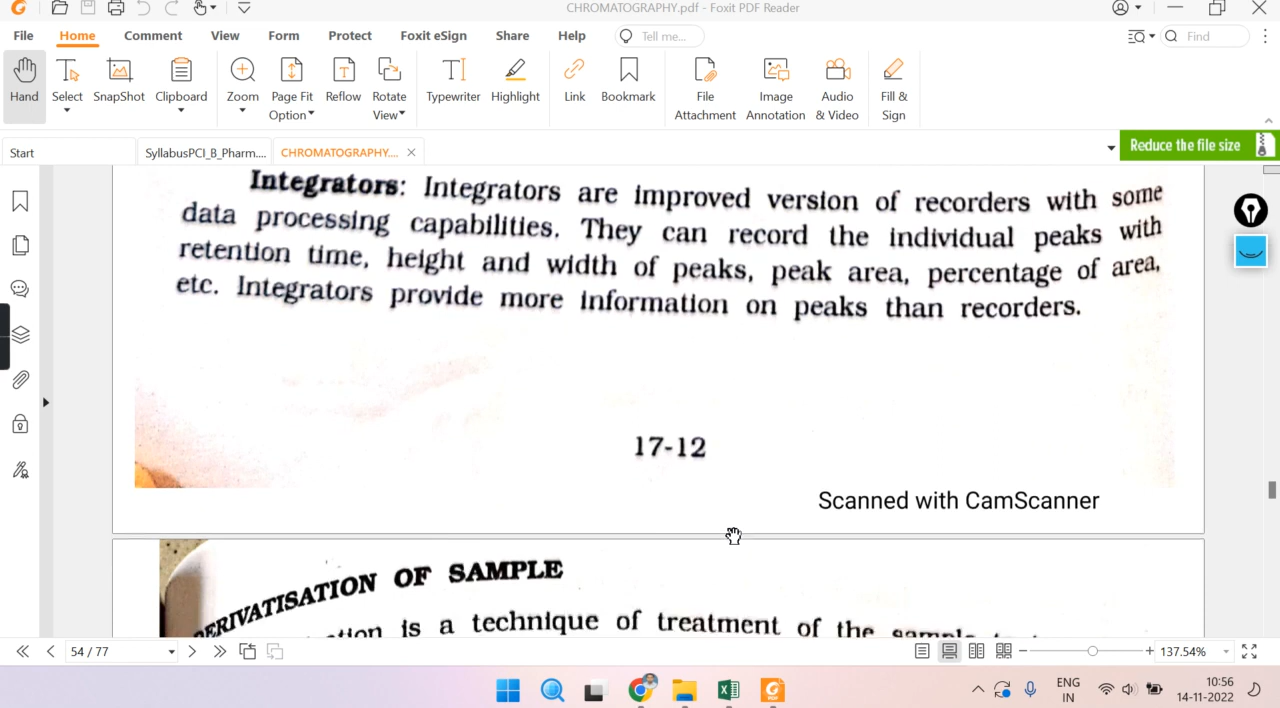 CHROMATOGRAPHY.pdf - Foxit PDF Reader
File Home Comment View Form Protect Foxit eSign Share Help Tell me... Find
Hand Select SnapShot Clipboard Zoom Page Fit Option Reflow Rotate View Typewriter Highlight Link Bookmark File Attachment Image Annotation Audio & Video Fill & Sign
Start SyllabusPCI_B_Pharm.... CHROMATOGRAPHY.... Reduce the file size
Integrators: Integrators are improved version of recorders with some
data processing capabilities. They can record the individual peaks with
retention time, height and width of peaks, peak area, percentage of area,
etc. Integrators provide more information on peaks than recorders.
17-12
Scanned with CamScanner
ERIVATISATION OF SAMPLE
is a technique of treatment of the
54 / 77 137.54%
ENG
IN
10:56
14-11-2022